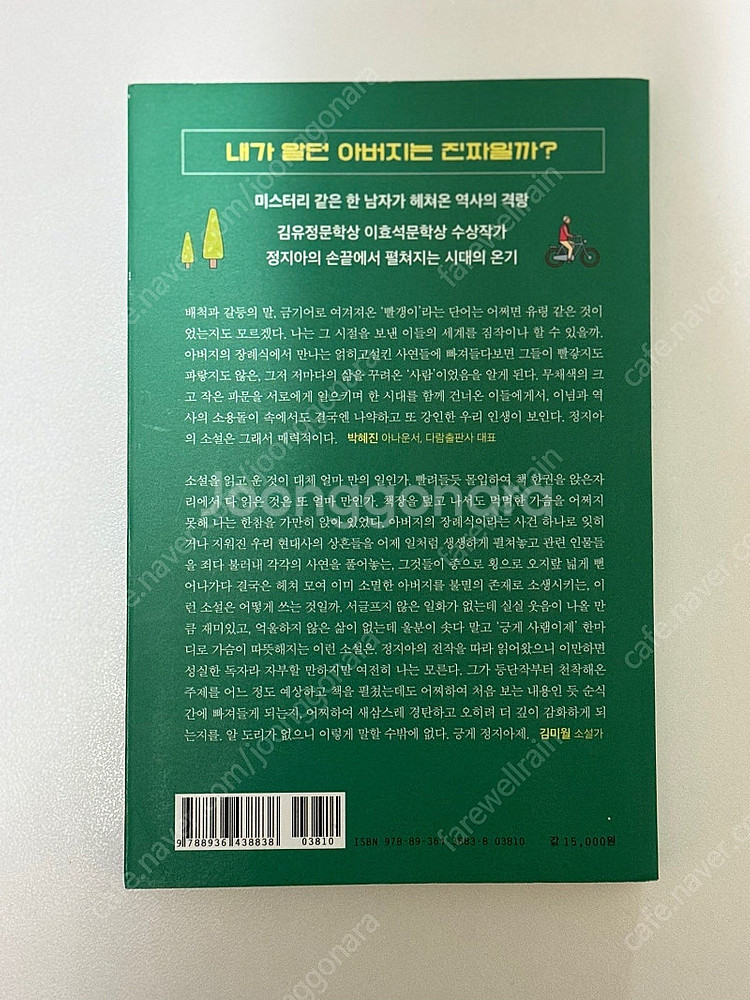 내가 알던 아버지는 진짜일까?
미스터리 같은 한 남자가 헤쳐온 역사의 격랑
김유정문학상 이효석문학상 수상작가
정지아의 손끝에서 펼쳐지는 시대의 온기
배척과 갈등의 말, 금기어로 여겨져온 '빨갱이'라는 단어는 어쩌면 유령 같은 것이
었는지도 모르겠다. 나는 그 시절을 보낸 이들의 세계를 짐작이나 할 수 있을까.
아버지의 장례식에서 만나는 얽히고설킨 사연들에 빠져들다보면 그들이 빨갛지도
파랗지도 않은, 그저 저마다의 삶을 꾸려온 '사람'이었음을 알게 된다. 무채색의 크
고 작은 파문을 서로에게 일으키며 한 시대를 함께 건너온 이들에게서, 이념과 역
사의 소용돌이 속에서도 결국엔 나약하고 또 강인한 우리 인생이 보인다. 정지아
의 소설은 그래서 매력적이다. 박혜진 아나운서, 다람출판사 대표
소설을 읽고 운 것이 대체 얼마 만의 일인가. 빨려들듯 몰입하여 책 한권을 앉은자
리에서 다 읽은 것은 또 얼마 만인가. 책장을 덮고 나서도 먹먹한 가슴을 어쩌지
못해 나는 한참을 가만히 앉아 있었다. 아버지의 장례식이라는 사건 하나로 잊히
거나 지워진 우리 현대사의 상흔들을 어제 일처럼 생생하게 펼쳐놓고 관련 인물들
을 죄다 불러내 각각의 사연을 풀어놓는, 그것들이 종으로 횡으로 오지랖 넓게 뻗
어나가다 결국은 헤쳐 모여 이미 소멸한 아버지를 불멸의 존재로 소생시키는, 이
런 소설은 어떻게 쓰는 것일까. 서글프지 않은 일화가 없는데 실실 웃음이 나올 만
큼 재미있고, 억울하지 않은 삶이 없는데 울분이 솟다 말고 '긍게 사램이제' 한마
디로 가슴이 따뜻해지는 이런 소설은. 정지아의 전작을 따라 읽어왔으니 이만하면
성실한 독자라 자부할 만하지만 여전히 나는 모른다. 그가 등단작부터 천착해온
주제를 어느 정도 예상하고 책을 펼쳤는데도 어찌하여 처음 보는 내용인 듯 순식
간에 빠져들게 되는지. 어찌하여 새삼스레 경탄하고 오히려 더 깊이 감화하게 되
는지를. 알 도리가 없으니 이렇게 말할 수밖에 없다. 긍게 정지아제. 김미월 소설가
9 788936 438838 03810 ISBN 978-89-364-3883-8 03810 값 15,000원
joonggonara
cafe.naver.com/joonggonara
farewellrain